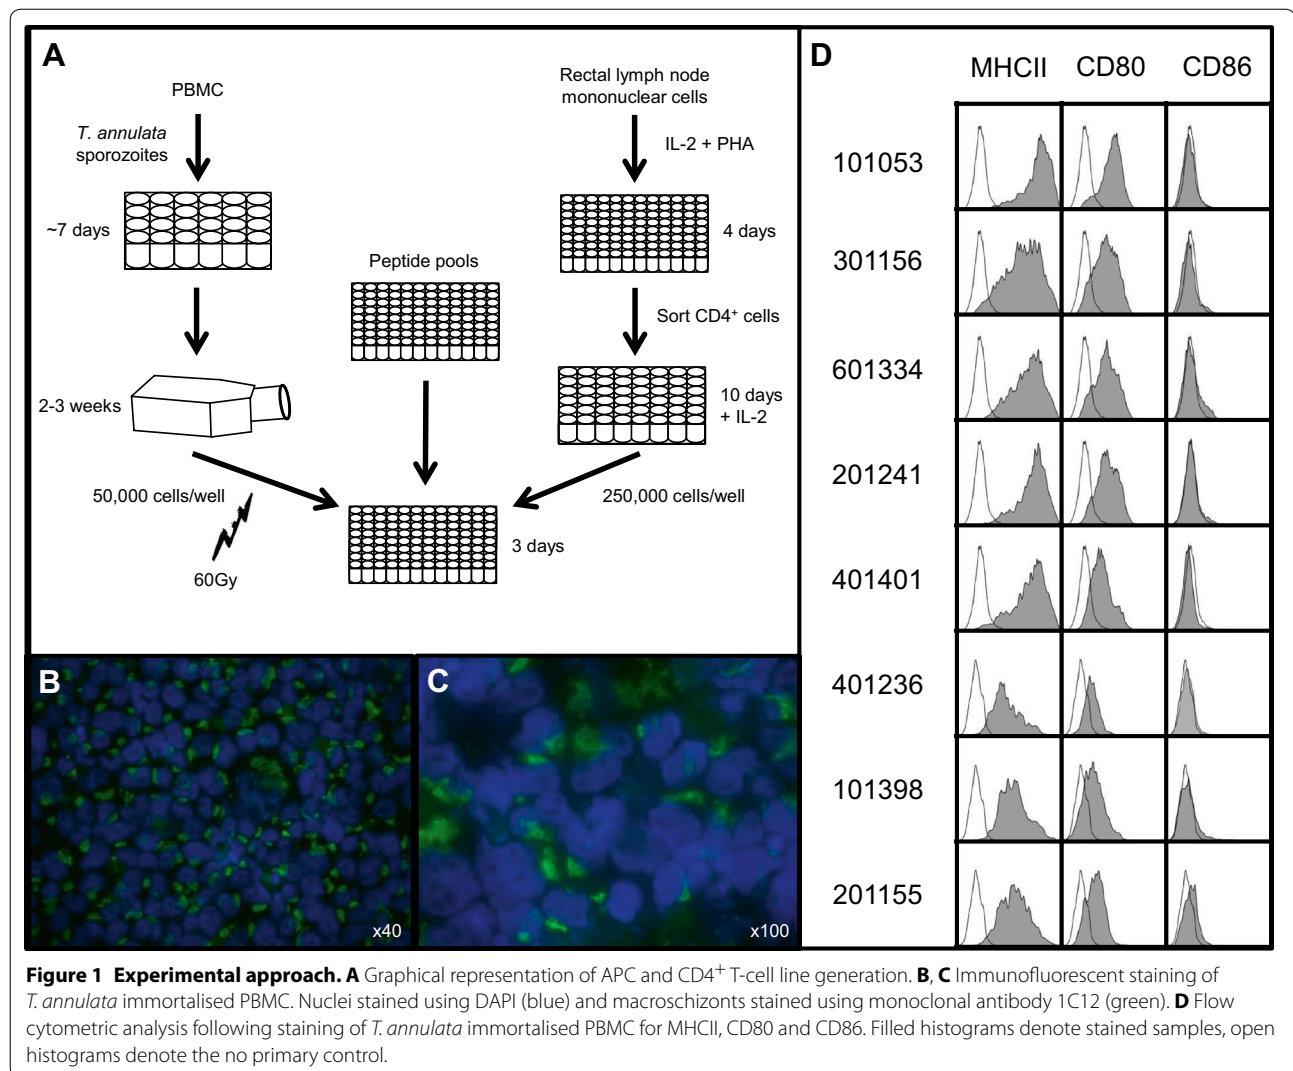 A
PBMC
T. annulata
sporozoites
~7 days
2-3 weeks
50,000 cells/well
60Gy
Peptide pools
3 days
Rectal lymph node
mononuclear cells
IL-2 + PHA
4 days
Sort CD4⁺ cells
10 days
+ IL-2
250,000 cells/well
B
x40
C
x100
D
MHCII CD80 CD86
101053
301156
601334
201241
401401
401236
101398
201155
Figure 1 Experimental approach. A Graphical representation of APC and CD4⁺ T-cell line generation. B, C Immunofluorescent staining of
T. annulata immortalised PBMC. Nuclei stained using DAPI (blue) and macroschizonts stained using monoclonal antibody 1C12 (green). D Flow
cytometric analysis following staining of T. annulata immortalised PBMC for MHCII, CD80 and CD86. Filled histograms denote stained samples, open
histograms denote the no primary control.